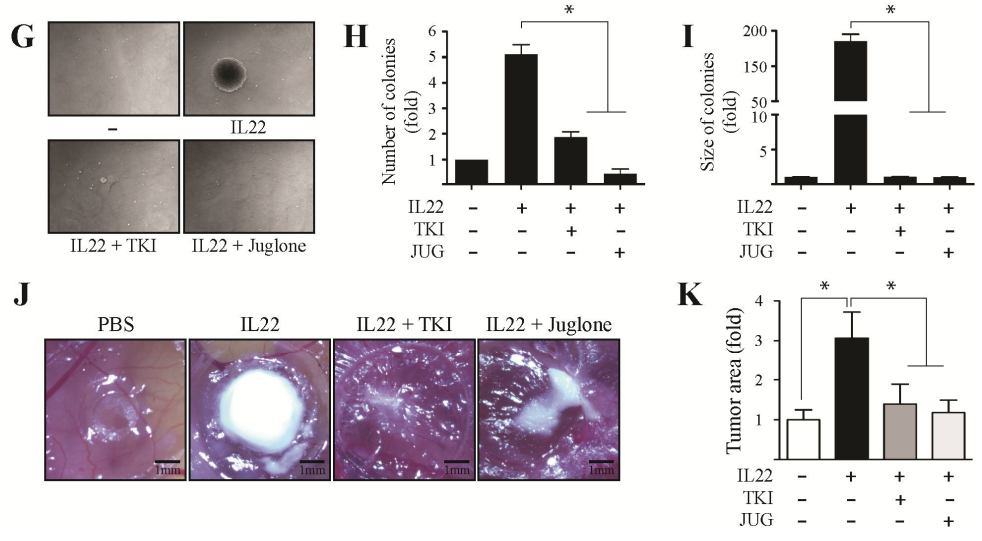 G
–
IL22
IL22 + TKI
IL22 + Juglone
H
*
Number of colonies
(fold)
6
5
4
3
2
1
IL22 – + + +
TKI – – + –
JUG – – – +
I
*
Size of colonies
(fold)
200
150
50
10
5
IL22 – + + +
TKI – – + –
JUG – – – +
J
PBS
IL22
IL22 + TKI
IL22 + Juglone
1mm
1mm
1mm
1mm
K
* *
Tumor area (fold)
4
3
2
1
IL22 – + + +
TKI – – + –
JUG – – – +